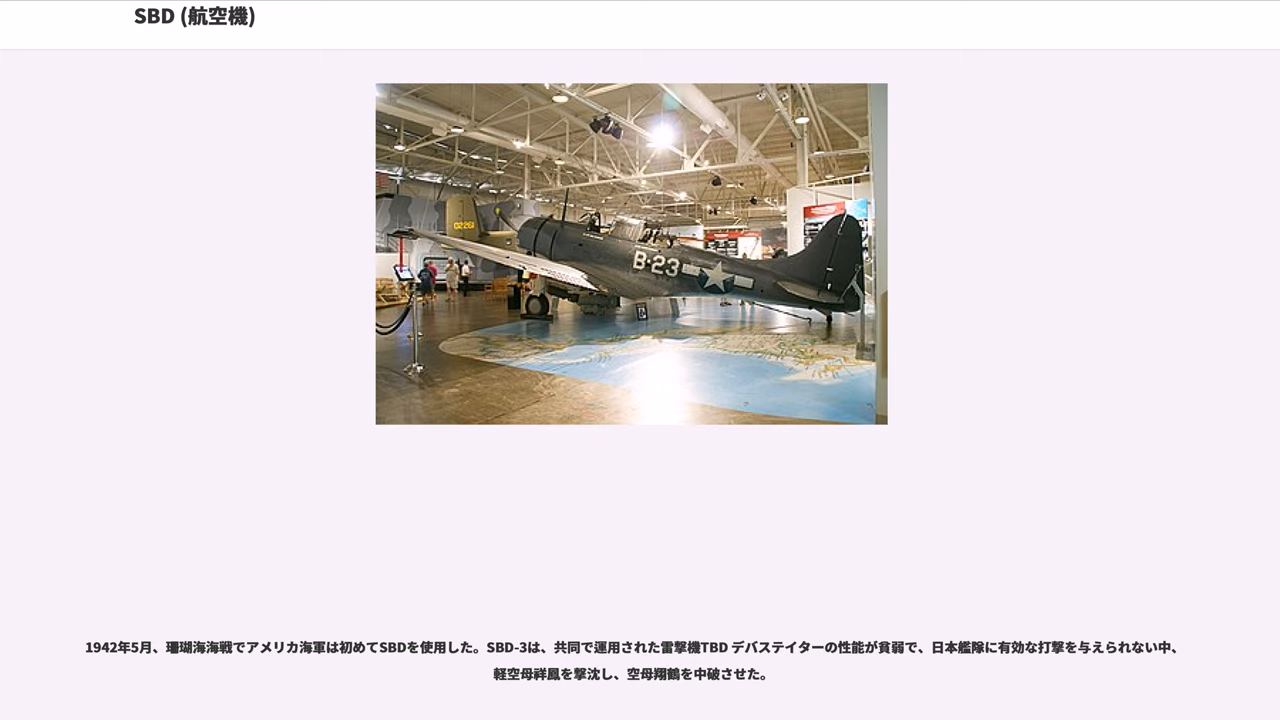 SBD (航空機)
02261
B-23
1942年5月、珊瑚海海戦でアメリカ海軍は初めてSBDを使用した。SBD-3は、共同で運用された雷撃機TBD デバステイターの性能が貧弱で、日本艦隊に有効な打撃を与えられない中、
軽空母祥鳳を撃沈し、空母翔鶴を中破させた。